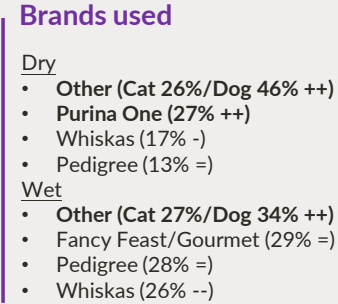 Brands used
Dry
• Other (Cat 26%/Dog 46% ++)
• Purina One (27% ++)
• Whiskas (17% -)
• Pedigree (13% =)
Wet
• Other (Cat 27%/Dog 34% ++)
• Fancy Feast/Gourmet (29% =)
• Pedigree (28% =)
• Whiskas (26% --)